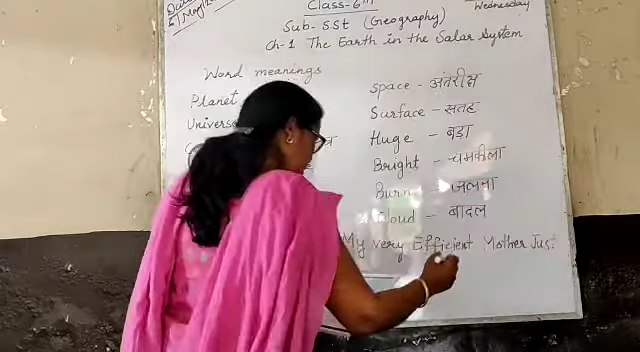 Class-6th
Wednesday
Sub- SSt (Geography)
Ch-1 The Earth in the Solar System
Word meanings
Planet
Universe
space - अंतरीक्ष
Surface - सतह
Huge - बड़ा
Bright - चमकीला
Burn - जलना
Cloud - बादल
My very Efficient Mother Just